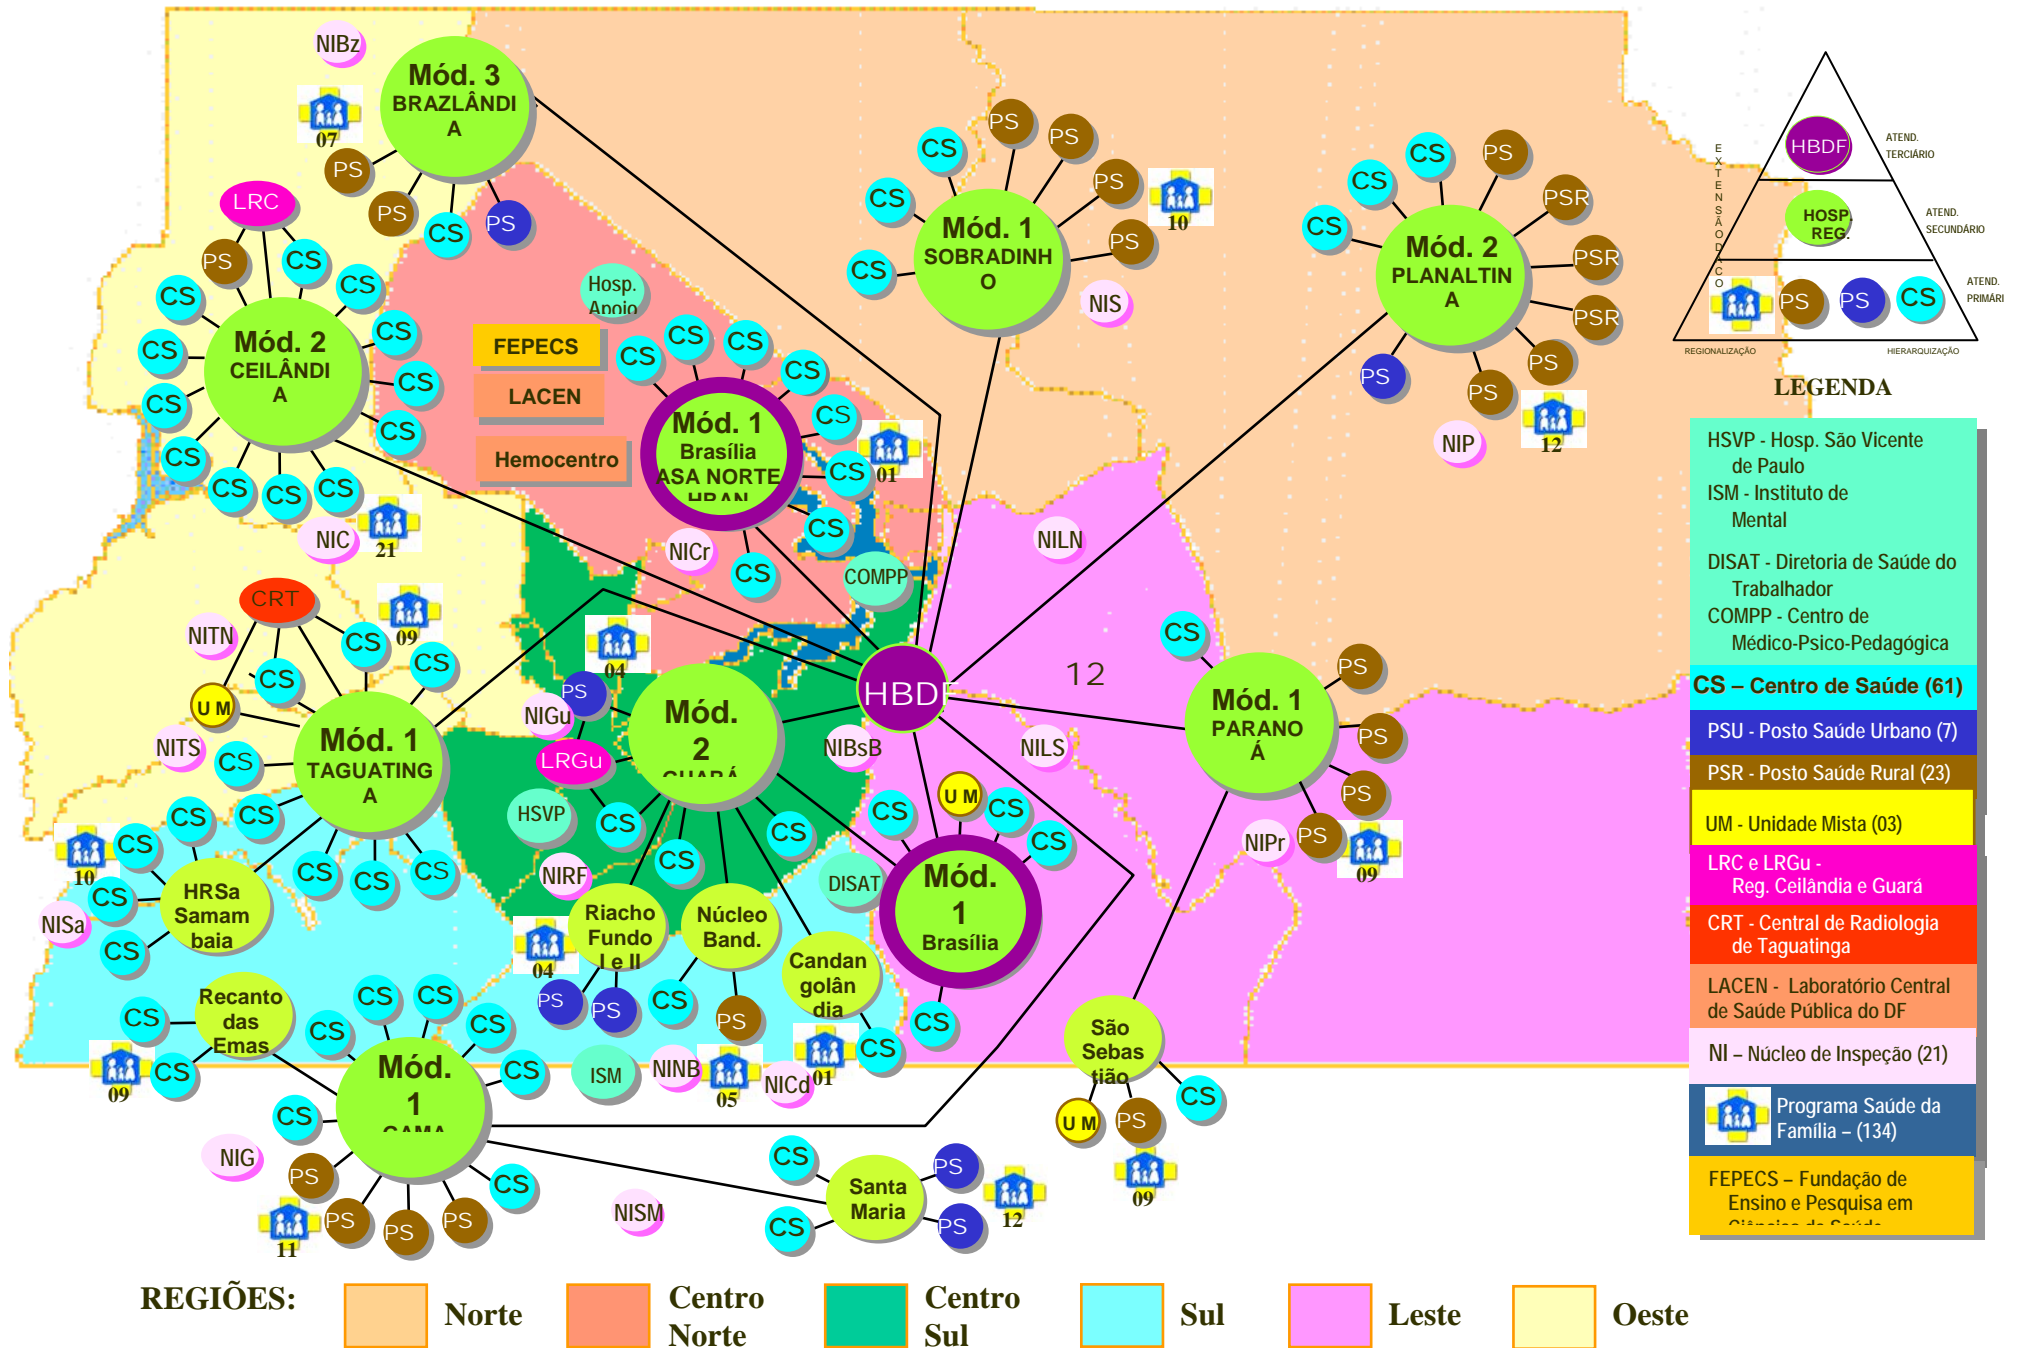 NIBz
Mód. 3
BRAZLÂNDI
A
07
PS
PS
CS
PS
LRC
PS
CS
CS
CS
CS
CS
CS
CS
CS
CS
CS
CS
CS
Mód. 2
CEILÂNDI
A
NIC
21
Hosp.
Apoio
FEPECS
LACEN
Hemocentro
CS
CS
CS
CS
CS
CS
CS
CS
Mód. 1
Brasília
ASA NORTE
HRAN
01
NICr
COMPP
CS
CS
CS
PS
PS
PS
PS
Mód. 1
SOBRADINH
O
10
NIS
CS
CS
CS
PS
PSR
PSR
PSR
PS
PS
PS
Mód. 2
PLANALTIN
A
NIP
12
EXTENSÃO DA CO
HBDF
ATEND.
TERCIÁRIO
HOSP.
REG.
ATEND.
SECUNDÁRIO
PS
PS
CS
ATEND.
PRIMÁRI
REGIONALIZAÇÃO
HIERARQUIZAÇÃO
LEGENDA
HSVP - Hosp. São Vicente
de Paulo
ISM - Instituto de
Mental
DISAT - Diretoria de Saúde do
Trabalhador
COMPP - Centro de
Médico-Psico-Pedagógica
CS – Centro de Saúde (61)
PSU - Posto Saúde Urbano (7)
PSR - Posto Saúde Rural (23)
UM - Unidade Mista (03)
LRC e LRGu -
Reg. Ceilândia e Guará
CRT - Central de Radiologia
de Taguatinga
LACEN - Laboratório Central
de Saúde Pública do DF
NI – Núcleo de Inspeção (21)
Programa Saúde da
Família – (134)
FEPECS – Fundação de
Ensino e Pesquisa em
Ciências da Saúde
CRT
NITN
09
CS
CS
CS
U M
NITS
CS
CS
CS
CS
CS
Mód. 1
TAGUATING
A
10
CS
CS
CS
CS
NISa
HRSa
Samam
baia
04
PS
NIGu
LRGu
HSVP
CS
CS
CS
Mód.
2
GUARÁ
HBDF
12
NILN
NILS
NIBsB
NIRF
04
Riacho
Fundo
I e II
PS
PS
Núcleo
Band.
CS
PS
Candan
golân
dia
CS
01
NICd
NINB
05
ISM
DISAT
CS
U M
CS
CS
Mód.
1
Brasília
CS
CS
Mód. 1
PARANO
Á
PS
PS
PS
PS
NIPr
09
São
Sebas
tião
U M
PS
CS
09
Recanto
das
Emas
CS
CS
09
CS
CS
CS
CS
CS
CS
CS
Mód.
1
GAMA
NIG
PS
PS
PS
PS
11
NISM
Santa
Maria
CS
CS
PS
PS
12
REGIÕES:
Norte
Centro
Norte
Centro
Sul
Sul
Leste
Oeste